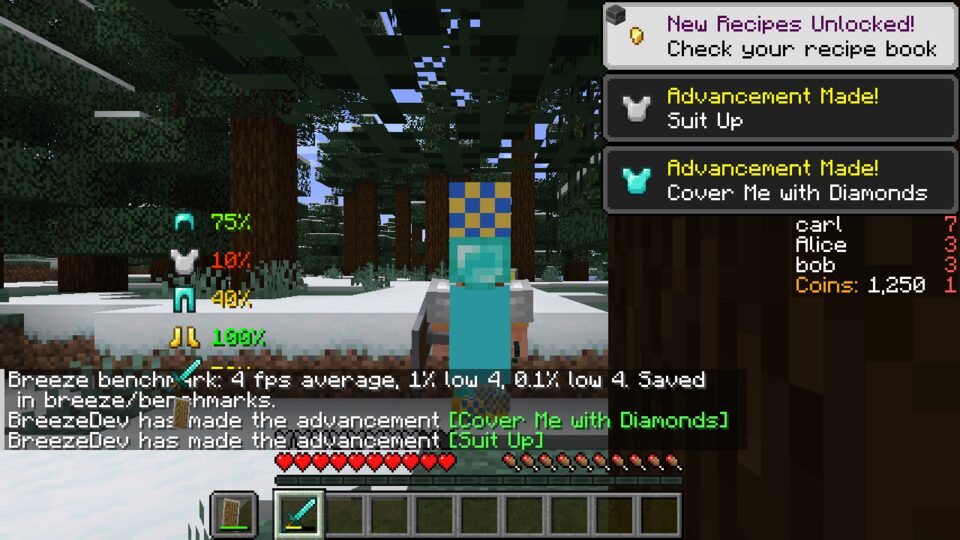 New Recipes Unlocked!
Check your recipe book
Advancement Made!
Suit Up
Advancement Made!
Cover Me with Diamonds
carl 7
Alice 3
bob 3
Coins: 1,250 1
75%
10%
40%
100%
Breeze benchmark: 4 fps average, 1% low 4, 0.1% low 4. Saved
in breeze/benchmarks.
BreezeDev has made the advancement [Cover Me with Diamonds]
BreezeDev has made the advancement [Suit Up]